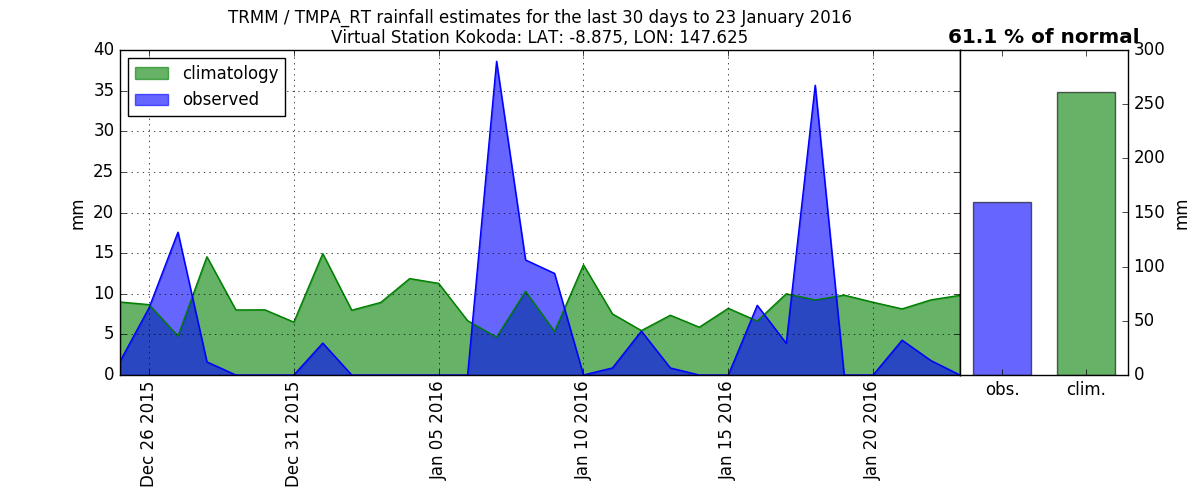 TRMM / TMPA_RT rainfall estimates for the last 30 days to 23 January 2016
Virtual Station Kokoda: LAT: -8.875, LON: 147.625
61.1 % of normal
climatology
observed
40
35
30
25
20
15
10
5
0
mm
Dec 26 2015
Dec 31 2015
Jan 05 2016
Jan 10 2016
Jan 15 2016
Jan 20 2016
300
250
200
150
100
50
0
mm
obs.
clim.